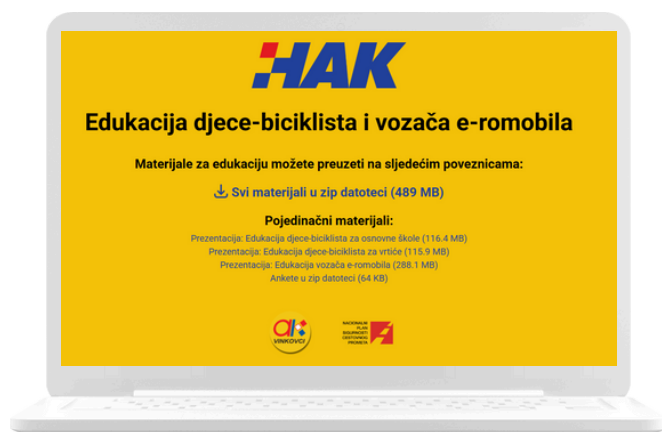 HAK
Edukacija djece-biciklista i vozača e-romobila
Materijale za edukaciju možete preuzeti na sljedećim poveznicama:
Svi materijali u zip datoteci (489 MB)
Pojedinačni materijali:
Prezentacija: Edukacija djece-biciklista za osnovne škole (116.4 MB)
Prezentacija: Edukacija djece-biciklista za vrtiće (115.9 MB)
Prezentacija: Edukacija vozača e-romobila (288.1 MB)
Ankete u zip datoteci (64 KB)
ak
VINKOVCI
NACIONALNI
PLAN
SIGURNOSTI
CESTOVNOG
PROMETA